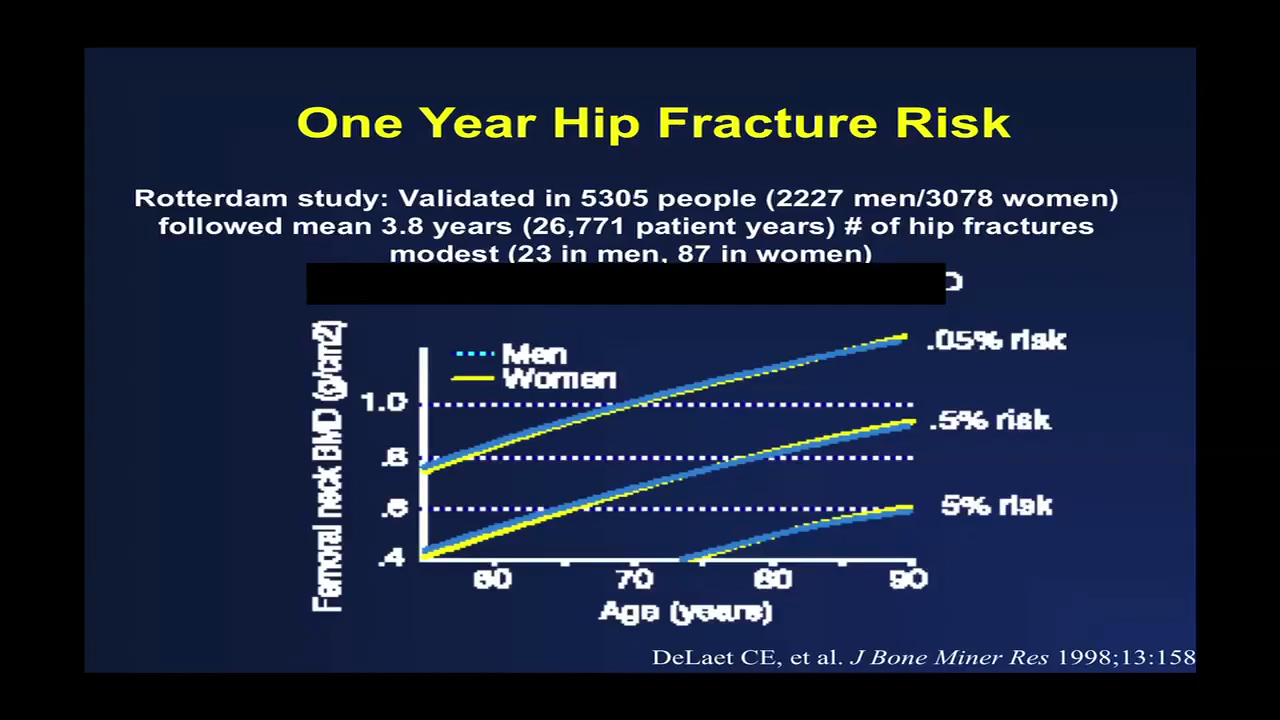 One Year Hip Fracture Risk
Rotterdam study: Validated in 5305 people (2227 men/3078 women)
followed mean 3.8 years (26,771 patient years) # of hip fractures
modest (23 in men, 87 in women)
Femoral neck BMD (g/cm2)
Men
Women
1.0
.8
.6
.4
.05% risk
.5% risk
5% risk
60 70 80 90
Age (years)
DeLaet CE, et al. J Bone Miner Res 1998;13:158